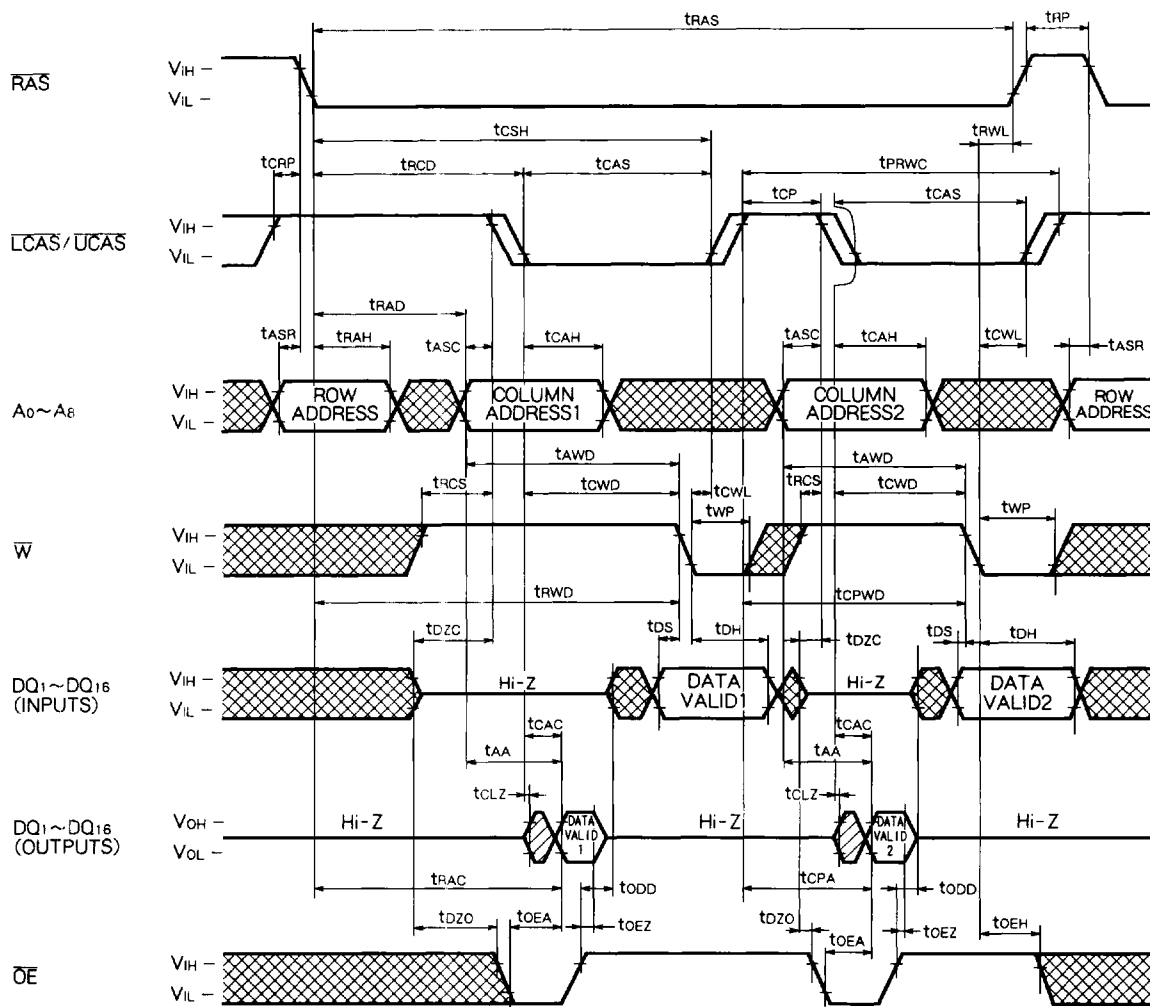 tRAS tRP
RAS VIH – VIL –
tCSH tRWL
tCRP tRCD tCAS tPRWC
tCP tCAS
LCAS/UCAS VIH – VIL –
tRAD
tASR tRAH tASC tCAH tASC tCAH tCWL tASR
A0~A8 VIH – VIL –
ROW ADDRESS
COLUMN ADDRESS1
COLUMN ADDRESS2
ROW ADDRESS
tAWD tAWD
tRCS tCWD tCWL tRCS tCWD
tWP tWP
W VIH – VIL –
tRWD tCPWD
tDZC tDS tDH tDZC tDS tDH
DQ1~DQ16 (INPUTS) VIH – VIL –
Hi-Z DATA VALID1 Hi-Z DATA VALID2
tCAC tCAC
tAA tAA
tCLZ tCLZ
DQ1~DQ16 (OUTPUTS) VOH – VOL –
Hi-Z DATA VALID 1 Hi-Z DATA VALID 2 Hi-Z
tRAC tODD tCPA tODD
tDZO tOEA tOEZ tDZO tOEA tOEZ tOEH
OE VIH – VIL –